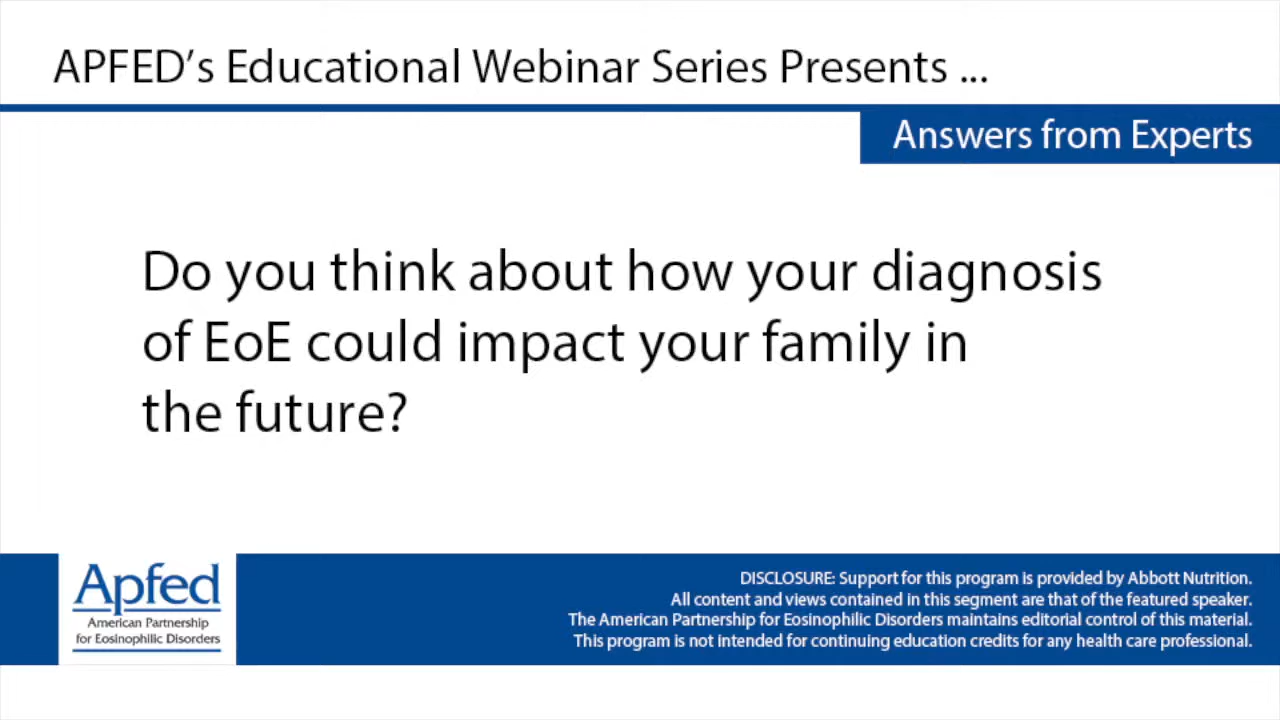 APFED’s Educational Webinar Series Presents ...
Answers from Experts
Do you think about how your diagnosis
of EoE could impact your family in
the future?
Apfed
American Partnership
for Eosinophilic Disorders
DISCLOSURE: Support for this program is provided by Abbott Nutrition.
All content and views contained in this segment are that of the featured speaker.
The American Partnership for Eosinophilic Disorders maintains editorial control of this material.
This program is not intended for continuing education credits for any health care professional.